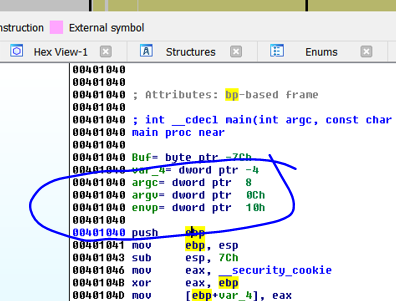 nstruction External symbol
Hex View-1 Structures Enums
00401040
00401040
00401040 ; Attributes: bp-based frame
00401040
00401040 ; int __cdecl main(int argc, const char
00401040 main proc near
00401040
00401040 Buf= byte ptr -7Ch
00401040 var_4= dword ptr -4
00401040 argc= dword ptr  8
00401040 argv= dword ptr  0Ch
00401040 envp= dword ptr  10h
00401040
00401040 push ebp
00401041 mov ebp, esp
00401043 sub esp, 7Ch
00401046 mov eax, __security_cookie
0040104B xor eax, ebp
0040104D mov [ebp+var_4], eax